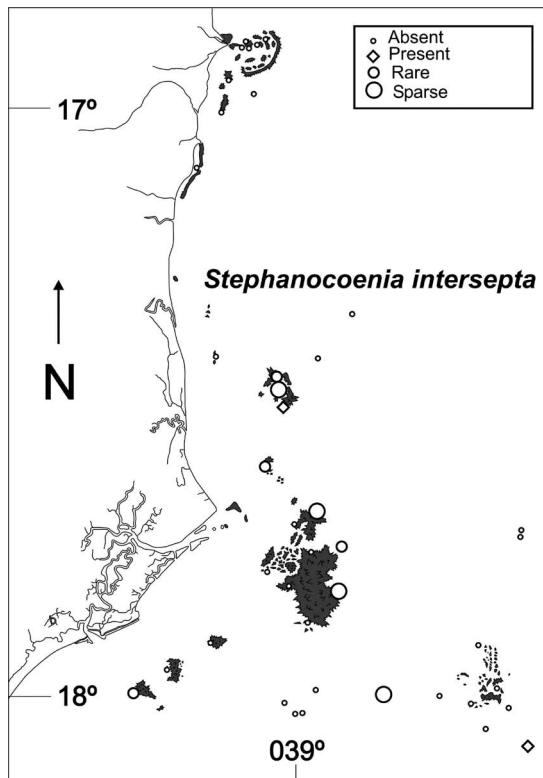 Absent
Present
Rare
Sparse
17º
Stephanocoenia intersepta
N
18º
039º